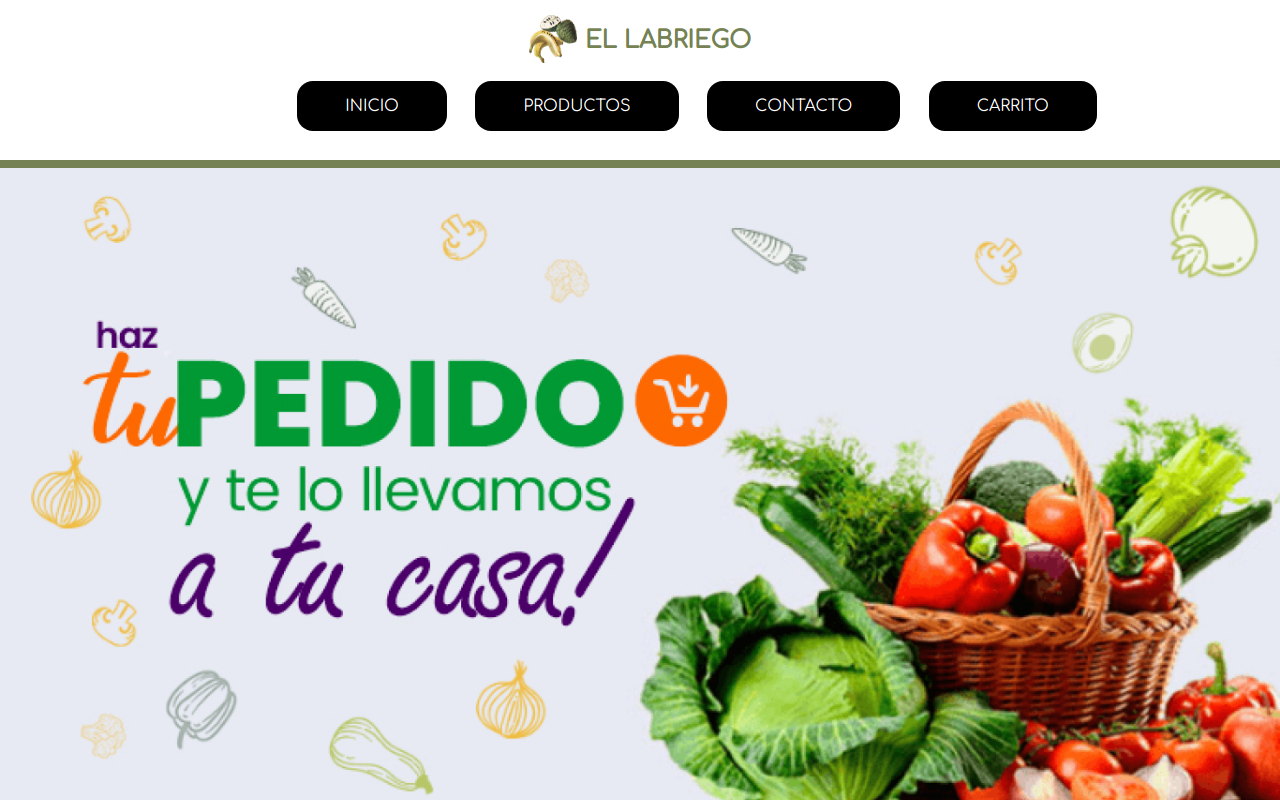 EL LABRIEGO
INICIO PRODUCTOS CONTACTO CARRITO
haz
tu PEDIDO
y te lo llevamos
a tu casa!